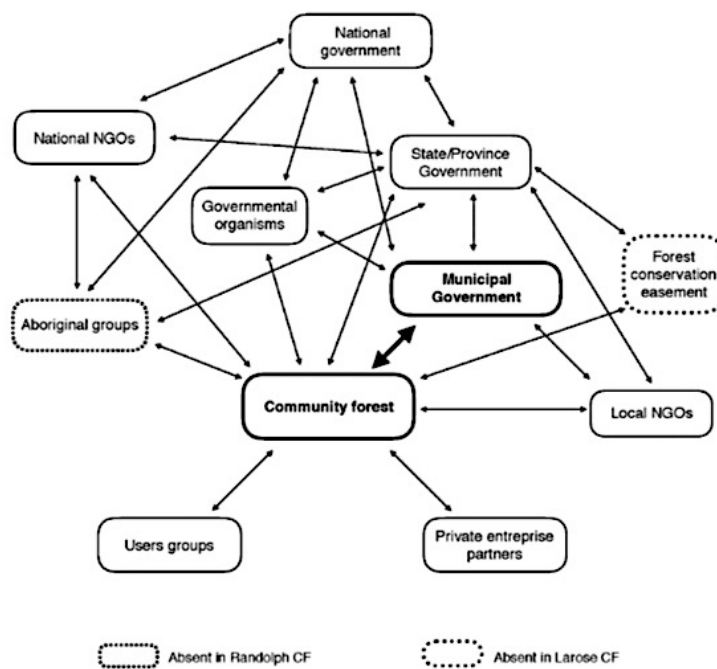 National
government
National NGOs
State/Province
Government
Governmental
organisms
Forest
conservation
easement
Municipal
Government
Aboriginal groups
Community forest
Local NGOs
Users groups
Private entreprise
partners
Absent in Randolph CF
Absent in Larose CF